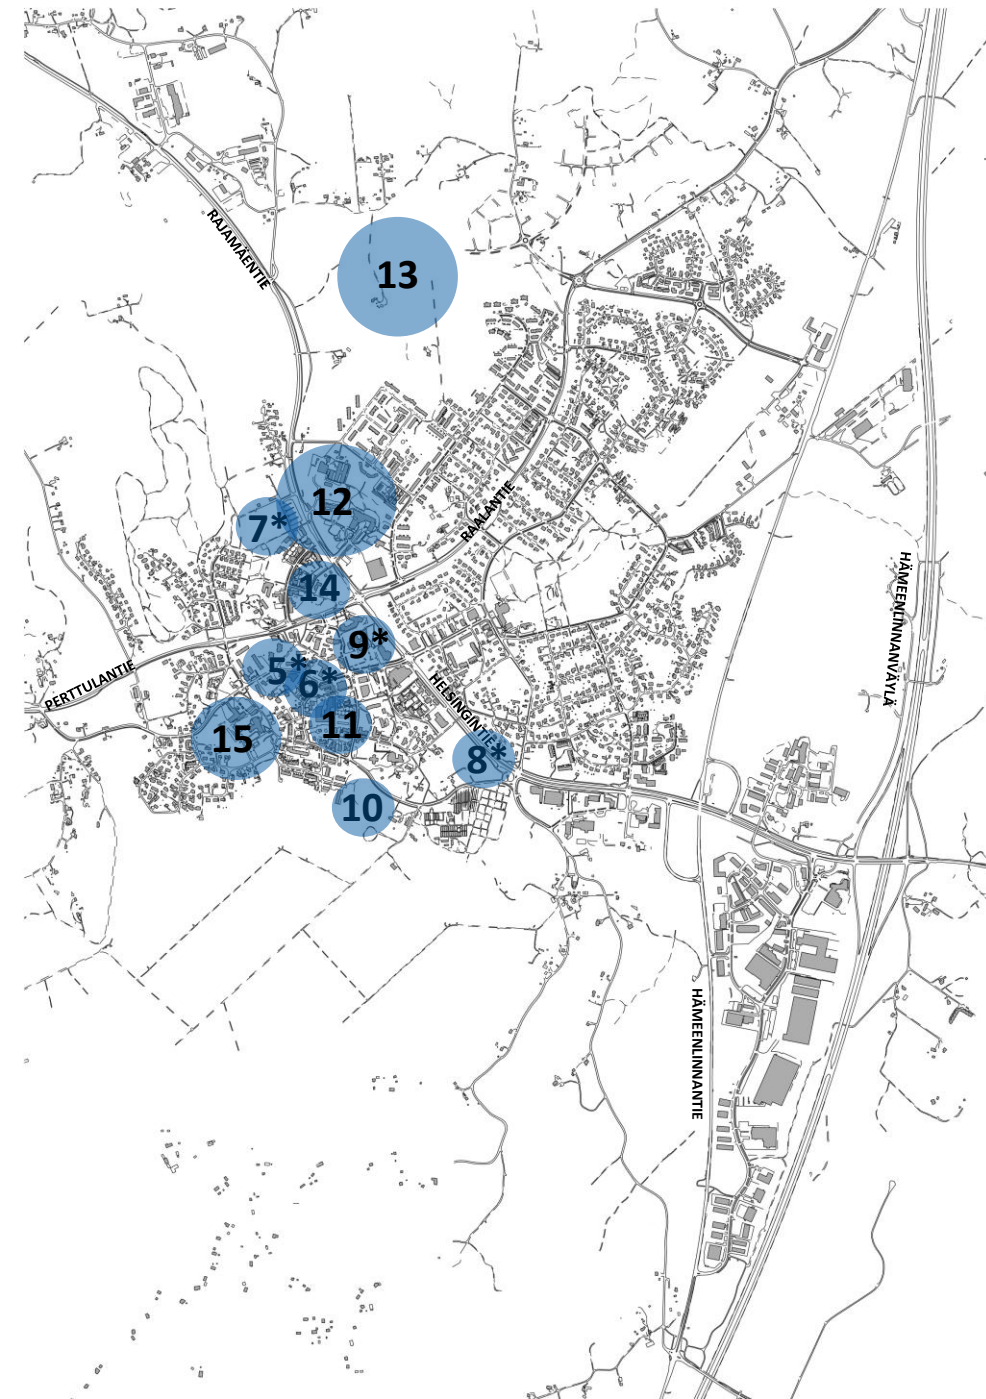 RAJAMÄENTIE
13
12
7*
RAALANTIE
14
HÄMEENLINNANVÄYLÄ
9*
5*
6*
PERTTULANTIE
HELSINGINTIE
11
15
8*
10
HÄMEENLINNANTIE